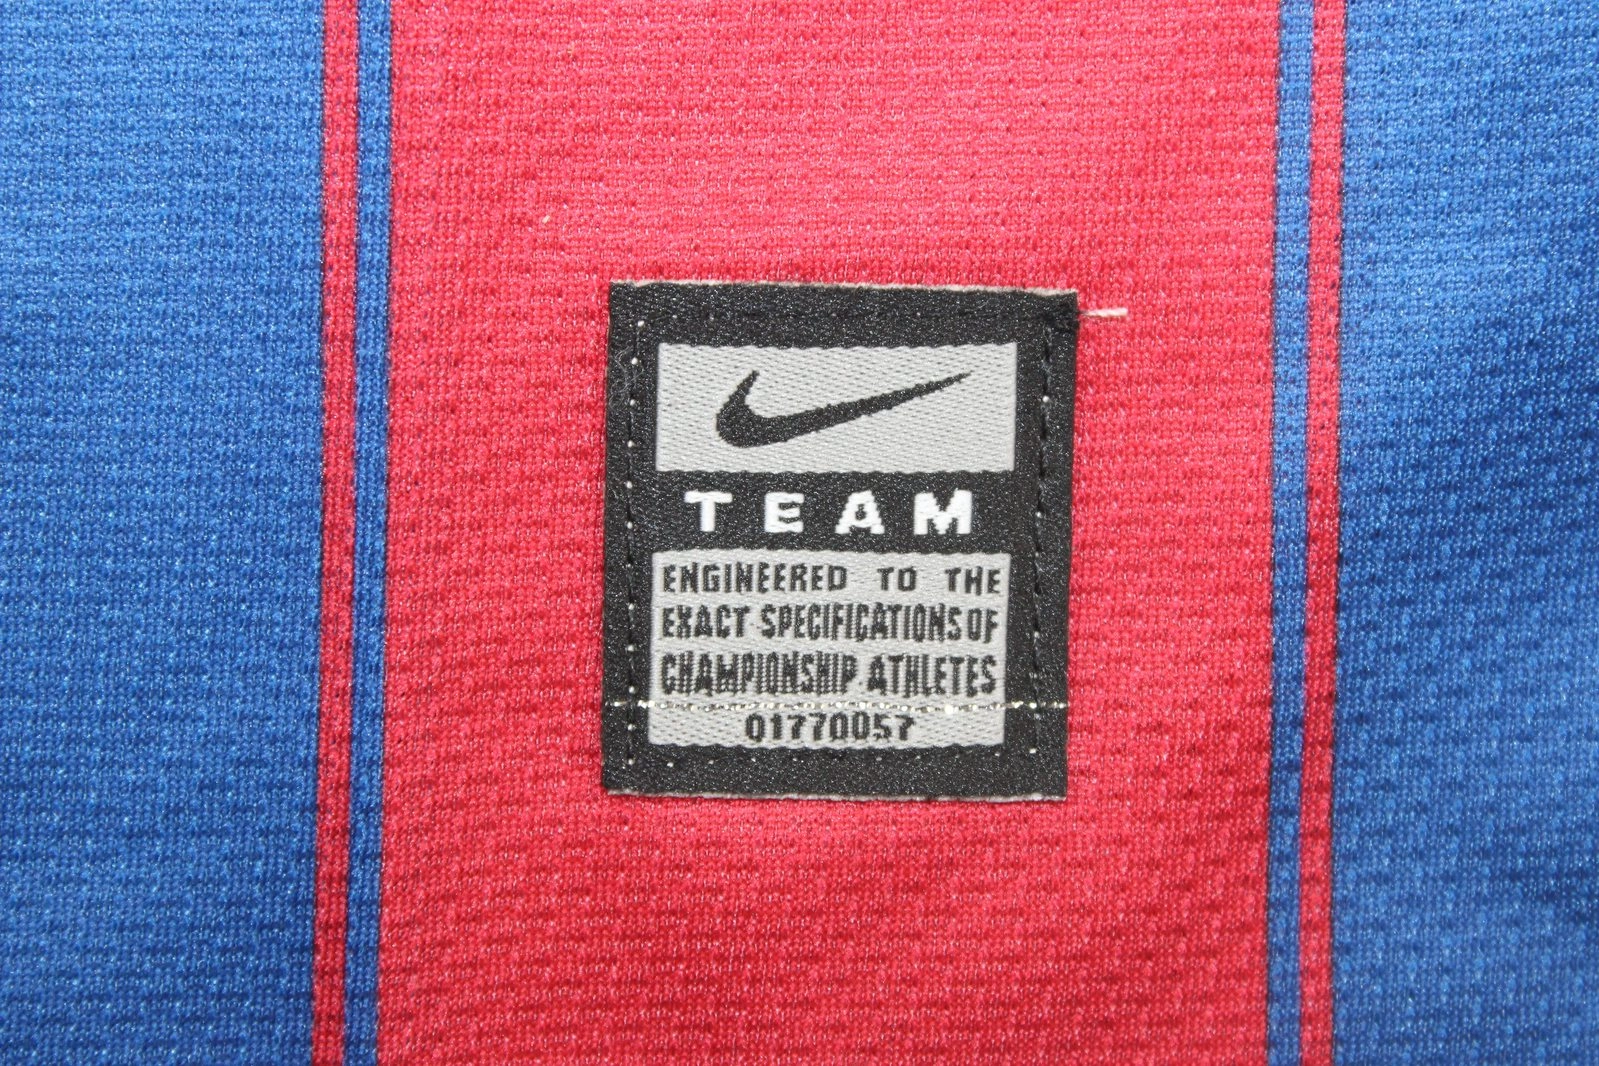 TEAM
ENGINEERED TO THE
EXACT SPECIFICATIONS OF
CHAMPIONSHIP ATHLETES
01770057